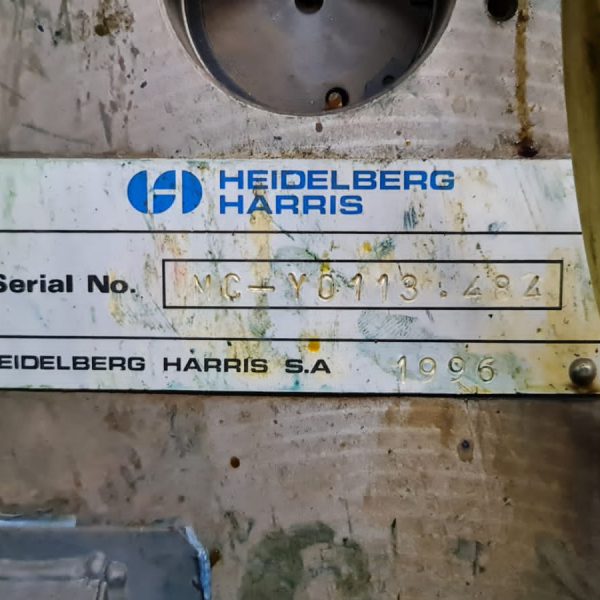 HEIDELBERG
HARRIS
Serial No. MC-Y0113.484
EIDELBERG HARRIS S.A 1996